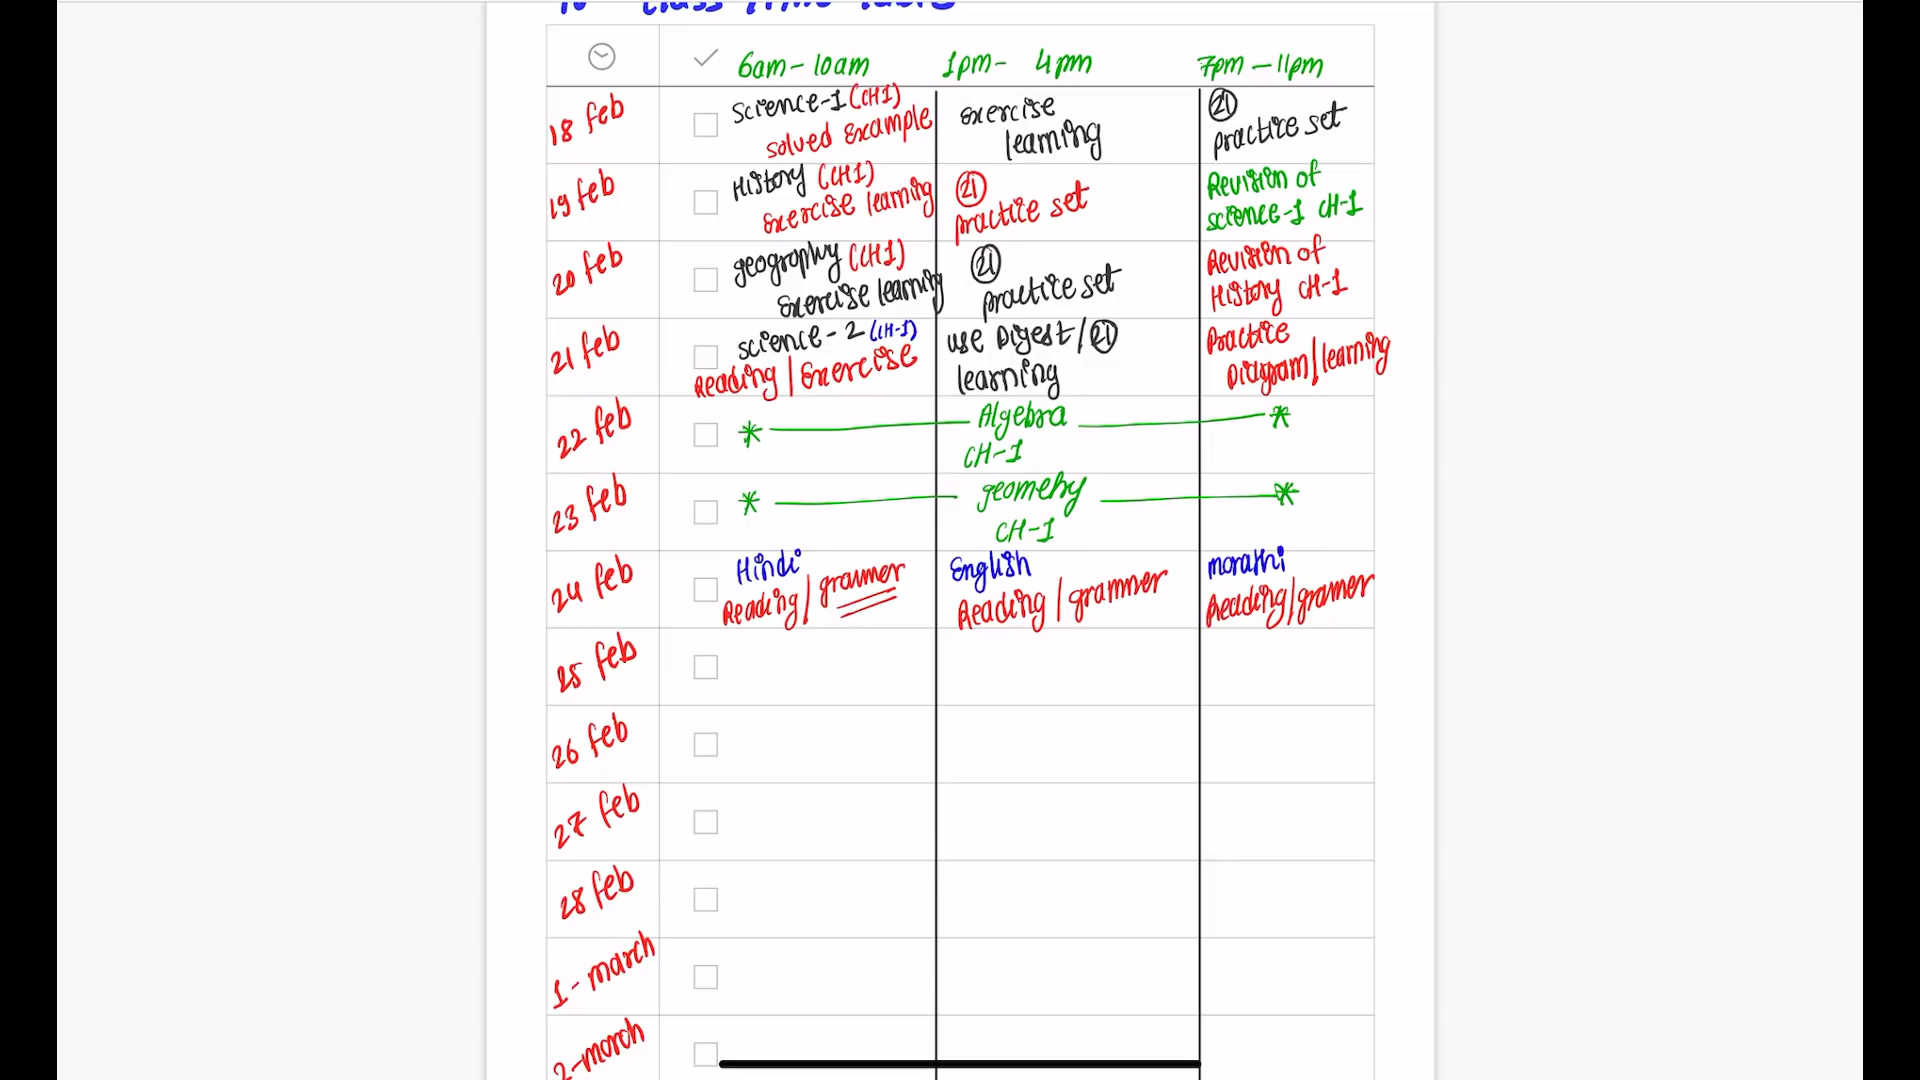 class Time Table
6am - 10am 1pm - 4pm 7pm - 11pm
18 feb Science-1 (CH1) exercise 21
solved example learning practice set
19 feb History (CH1) 21 Revision of
exercise learning practice set science-1 CH-1
20 feb geography (CH1) 21 Revision of
exercise learning practice set History CH-1
21 feb science-2 (CH-1) use Digest/21 Practice
Reading/Exercise learning Diagram/learning
22 feb * Algebra *
CH-1
23 feb * geometry *
CH-1
24 feb Hindi English marathi
Reading/grammer Reading/grammer Reading/gramer
25 feb
26 feb
27 feb
28 feb
1-march
2-march